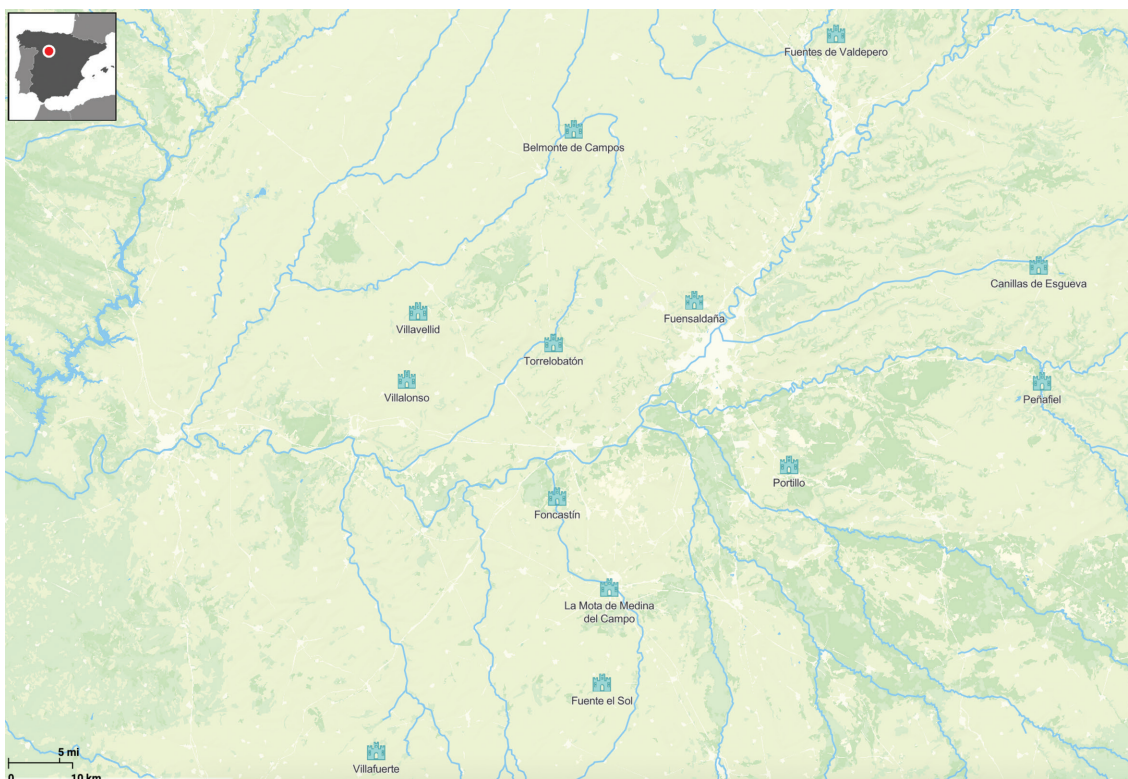 Fuentes de Valdepero
Belmonte de Campos
Canillas de Esgueva
Villavellid
Fuensaldaña
Torrelobatón
Villalonso
Peñafiel
Portillo
Foncastín
La Mota de Medina
del Campo
Fuente el Sol
Villafuerte
5 mi
0 10 km